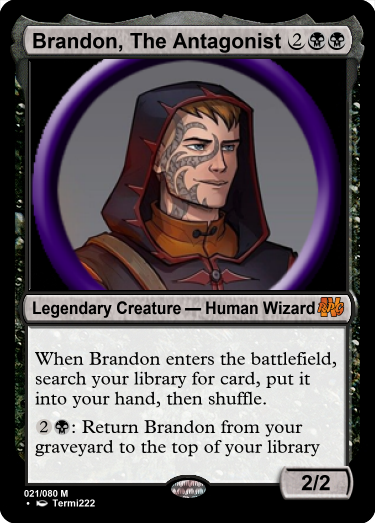 Brandon, The Antagonist 2
Legendary Creature — Human Wizard
When Brandon enters the battlefield,
search your library for card, put it
into your hand, then shuffle.
2 : Return Brandon from your
graveyard to the top of your library
2/2
021/080 M
• Termi222